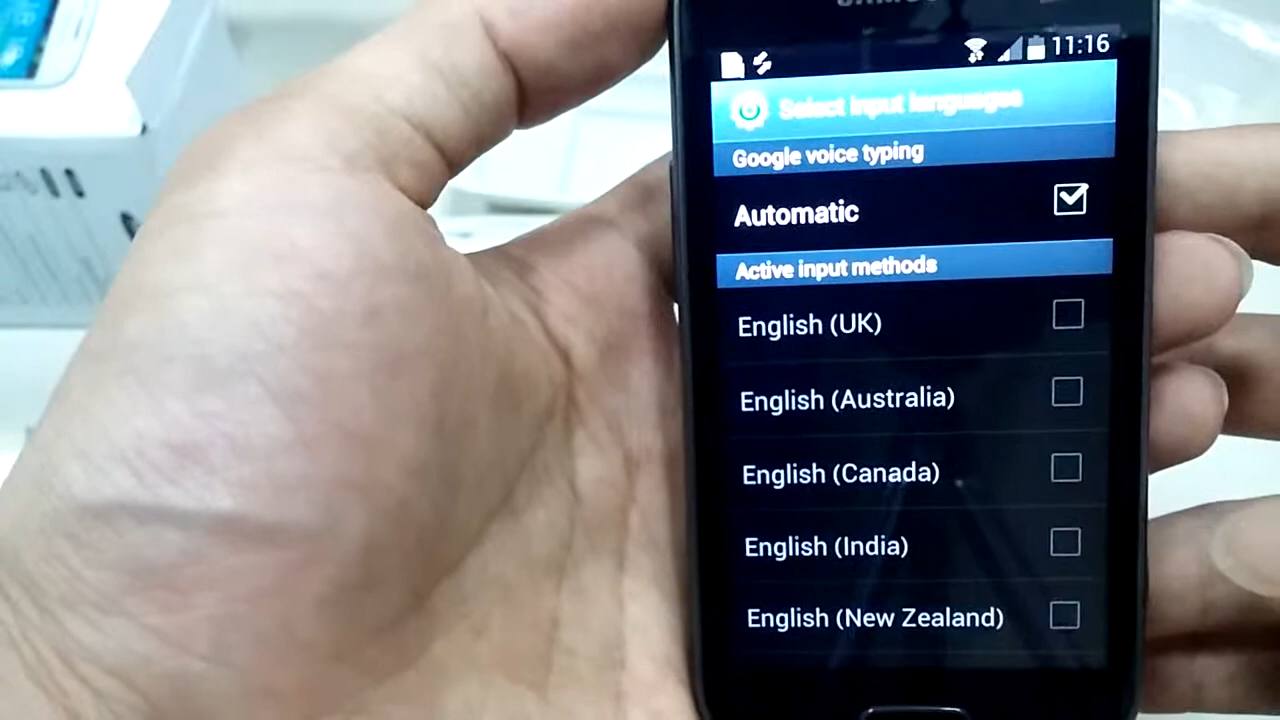 SAMSUNG
11:16
Select input languages
Google voice typing
Automatic
Active input methods
English (UK)
English (Australia)
English (Canada)
English (India)
English (New Zealand)